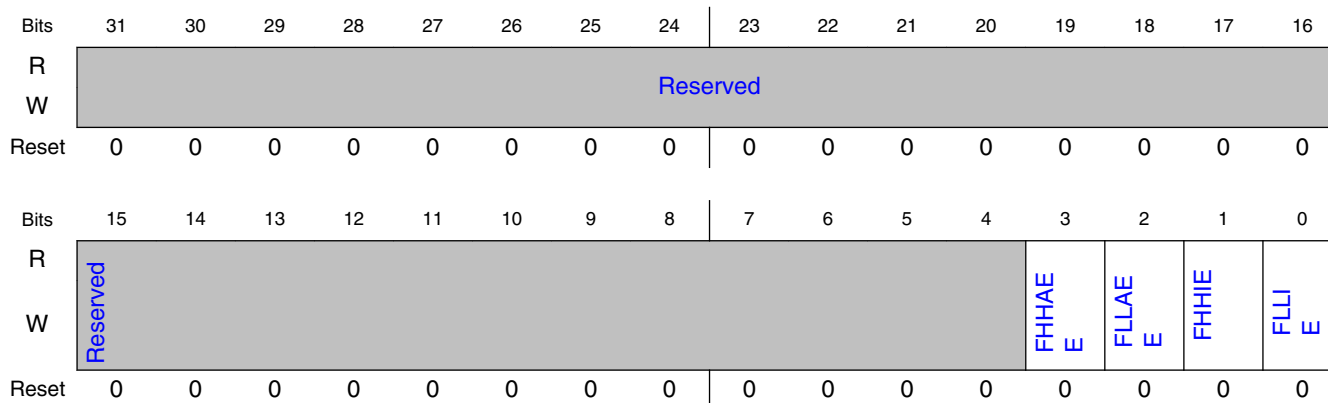 Bits 31 30 29 28 27 26 25 24 23 22 21 20 19 18 17 16
R
Reserved
W
Reset 0 0 0 0 0 0 0 0 0 0 0 0 0 0 0 0
Bits 15 14 13 12 11 10 9 8 7 6 5 4 3 2 1 0
R
W
Reserved
FHHAE
E
FLLAE
E
FHHIE
FLLI
E
Reset 0 0 0 0 0 0 0 0 0 0 0 0 0 0 0 0